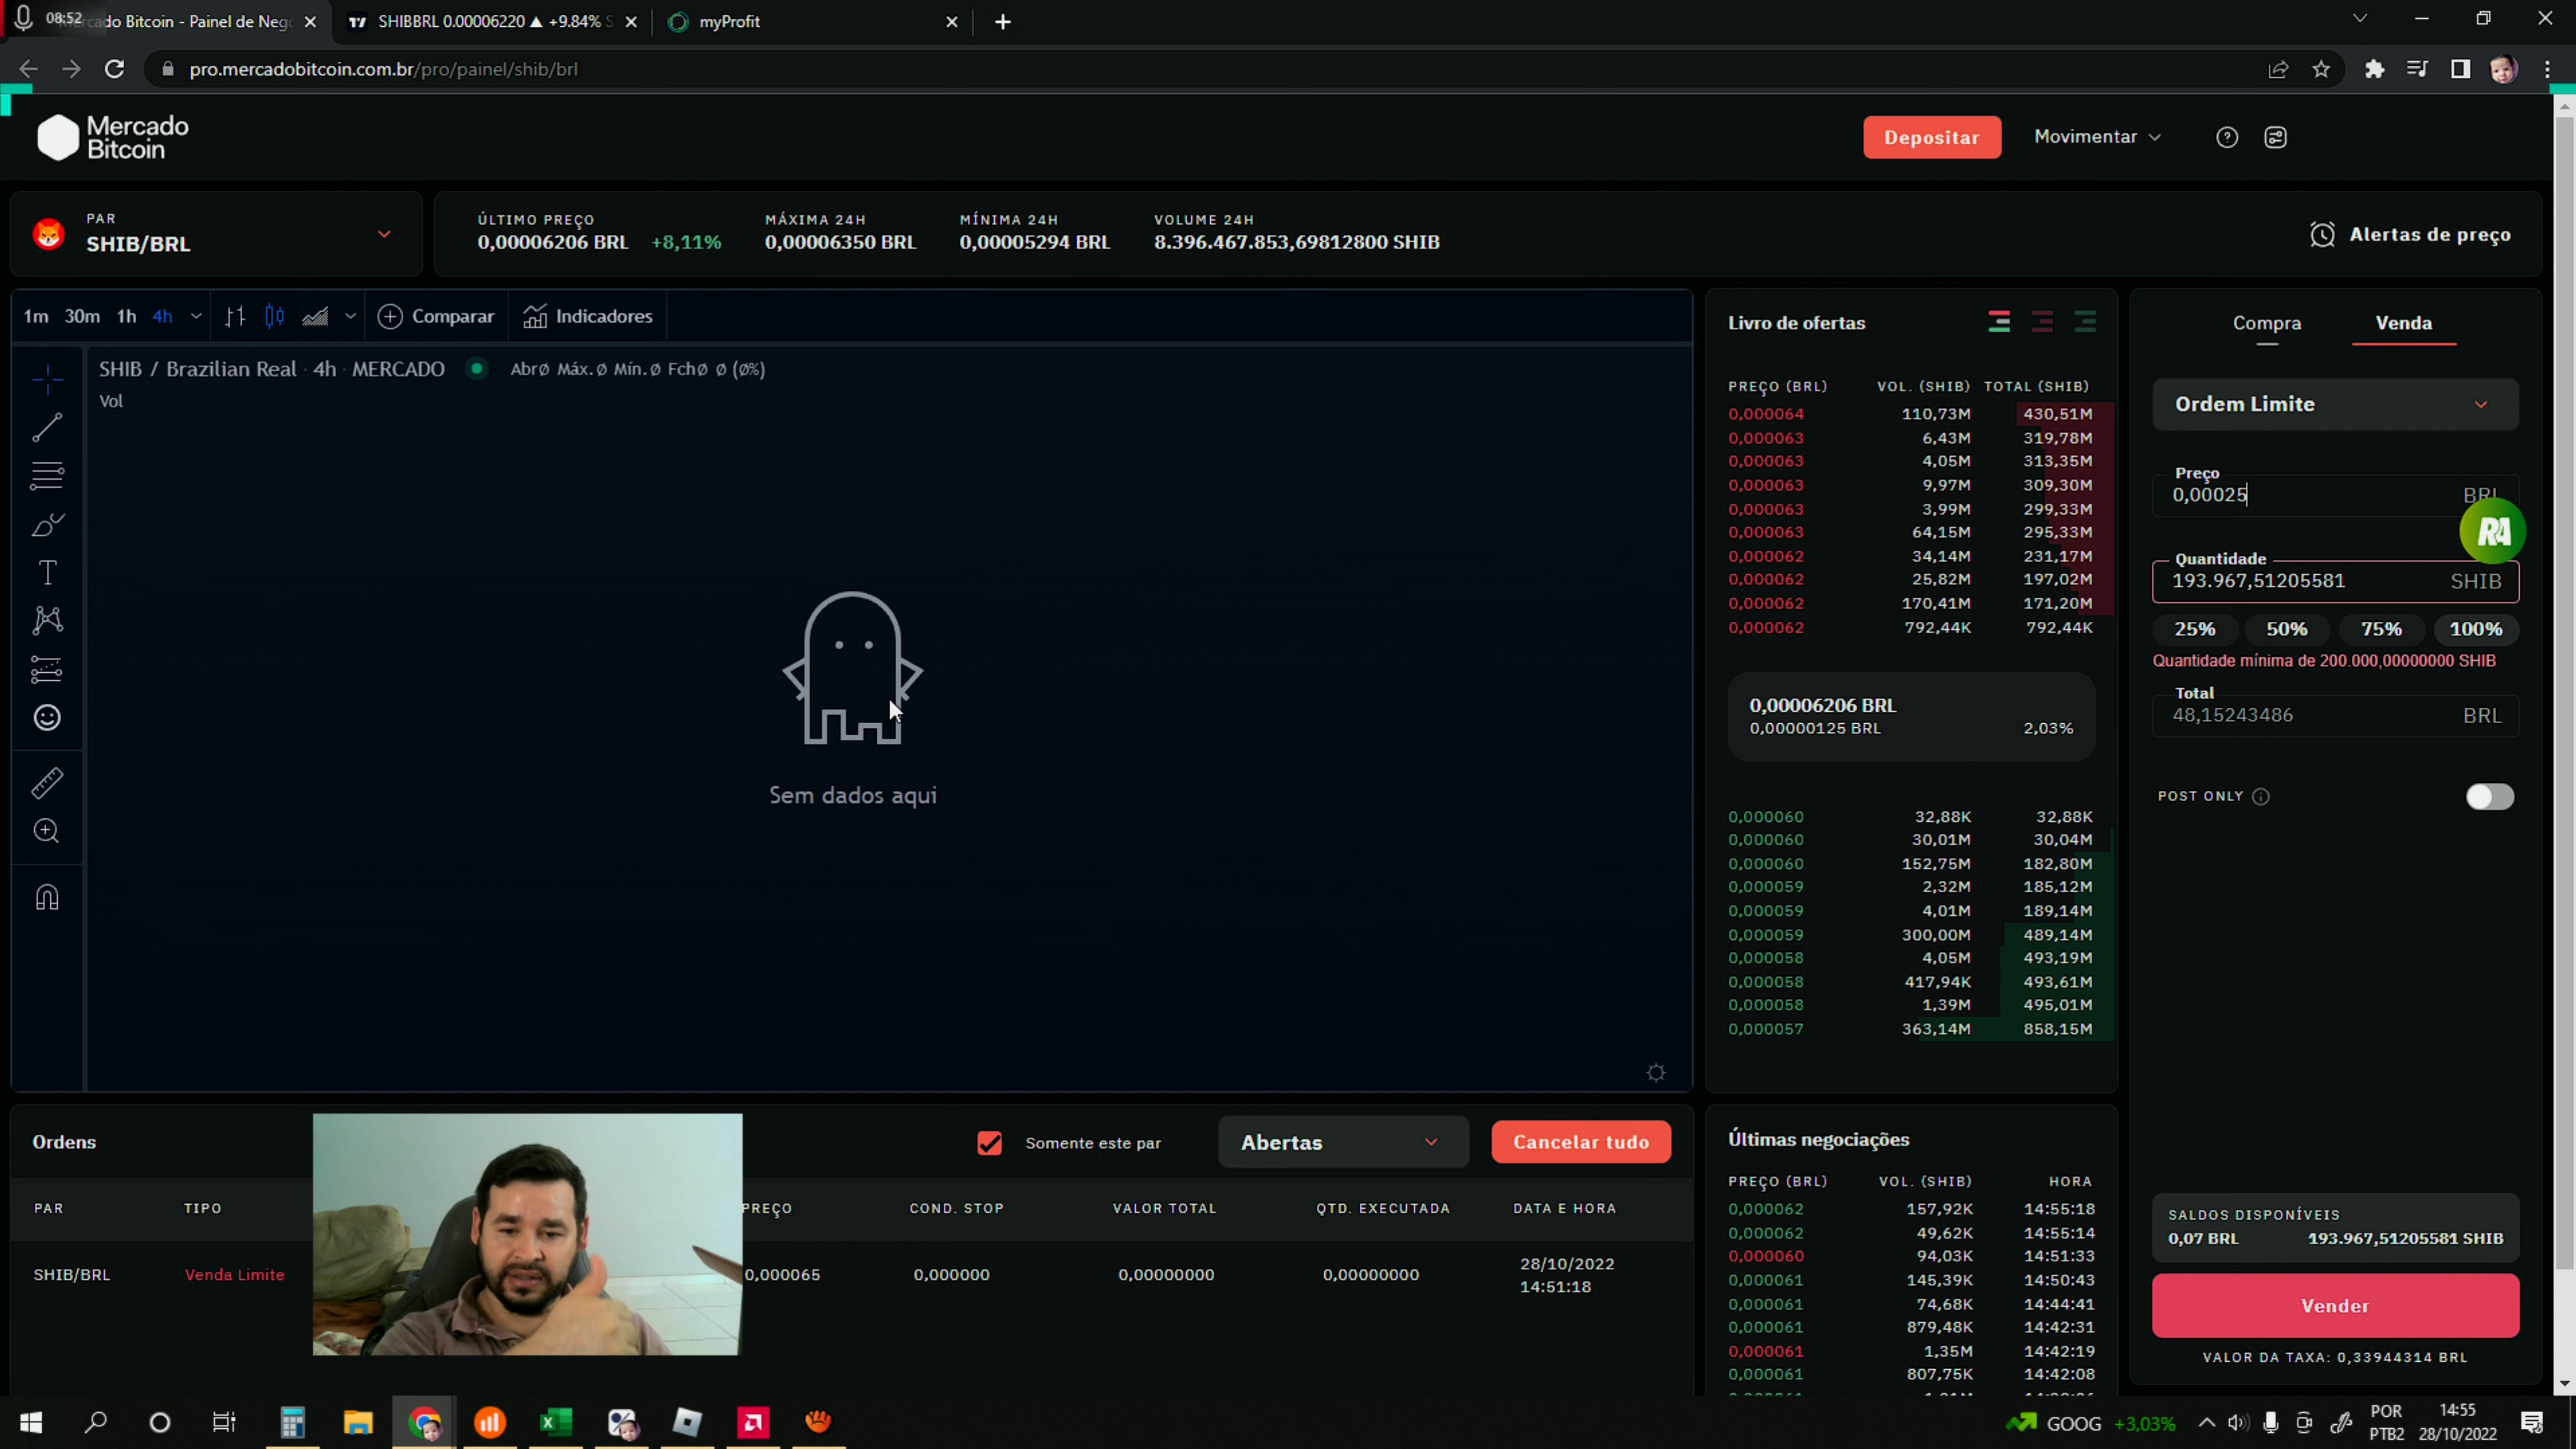 08:52
do Bitcoin - Painel de Neg
SHIBBRL 0.00006220 ▲ +9.84% S
myProfit
pro.mercadobitcoin.com.br/pro/painel/shib/brl
Mercado
Bitcoin
Depositar
Movimentar
PAR
SHIB/BRL
ÚLTIMO PREÇO
0,00006206 BRL +8,11%
MÁXIMA 24H
0,00006350 BRL
MÍNIMA 24H
0,00005294 BRL
VOLUME 24H
8.396.467.853,69812800 SHIB
Alertas de preço
1m 30m 1h 4h
Comparar
Indicadores
SHIB / Brazilian Real · 4h · MERCADO
AbrØ Máx.Ø Mín.Ø FchØ Ø (Ø%)
Vol
Sem dados aqui
Livro de ofertas
PREÇO (BRL) VOL. (SHIB) TOTAL (SHIB)
0,000064 110,73M 430,51M
0,000063 6,43M 319,78M
0,000063 4,05M 313,35M
0,000063 9,97M 309,30M
0,000063 3,99M 299,33M
0,000063 64,15M 295,33M
0,000062 34,14M 231,17M
0,000062 25,82M 197,02M
0,000062 170,41M 171,20M
0,000062 792,44K 792,44K
0,00006206 BRL
0,00000125 BRL 2,03%
0,000060 32,88K 32,88K
0,000060 30,01M 30,04M
0,000060 152,75M 182,80M
0,000059 2,32M 185,12M
0,000059 4,01M 189,14M
0,000059 300,00M 489,14M
0,000058 4,05M 493,19M
0,000058 417,94K 493,61M
0,000058 1,39M 495,01M
0,000057 363,14M 858,15M
Compra Venda
Ordem Limite
Preço
0,00025 BRL
RA
Quantidade
193.967,51205581 SHIB
25% 50% 75% 100%
Quantidade mínima de 200.000,00000000 SHIB
Total
48,15243486 BRL
POST ONLY
SALDOS DISPONÍVEIS
0,07 BRL 193.967,51205581 SHIB
Vender
VALOR DA TAXA: 0,33944314 BRL
Ordens
Somente este par
Abertas
Cancelar tudo
PAR TIPO PREÇO COND. STOP VALOR TOTAL QTD. EXECUTADA DATA E HORA
SHIB/BRL Venda Limite 0,000065 0,000000 0,00000000 0,00000000 28/10/2022
14:51:18
Últimas negociações
PREÇO (BRL) VOL. (SHIB) HORA
0,000062 157,92K 14:55:18
0,000062 49,62K 14:55:14
0,000060 94,03K 14:51:33
0,000061 145,39K 14:50:43
0,000061 74,68K 14:44:41
0,000061 879,48K 14:42:31
0,000061 1,35M 14:42:19
0,000061 807,75K 14:42:08
GOOG +3,03%
POR
PTB2
14:55
28/10/2022